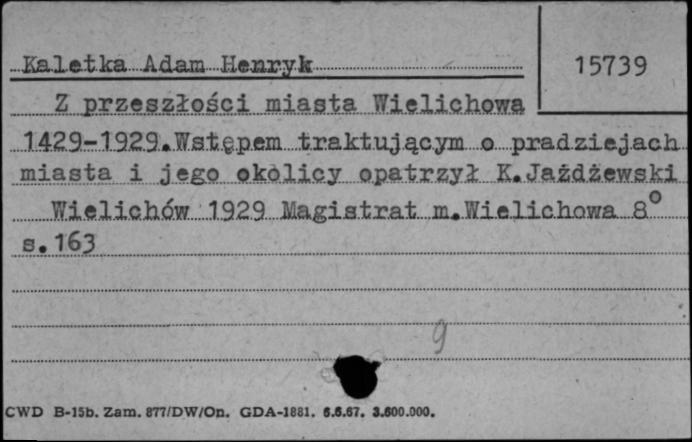 Kaletka Adam Henryk
15739
Z przeszłości miasta Wielichowa
1429-1929.Wstępem traktującym o pradziejach
miasta i jego okolicy opatrzył K.Jażdżewski
Wielichów 1929 Magistrat m.Wielichowa 8°
s.163
9
CWD B-15b. Zam. 877/DW/On. GDA-1881. 6.6.67. 3.600.000.